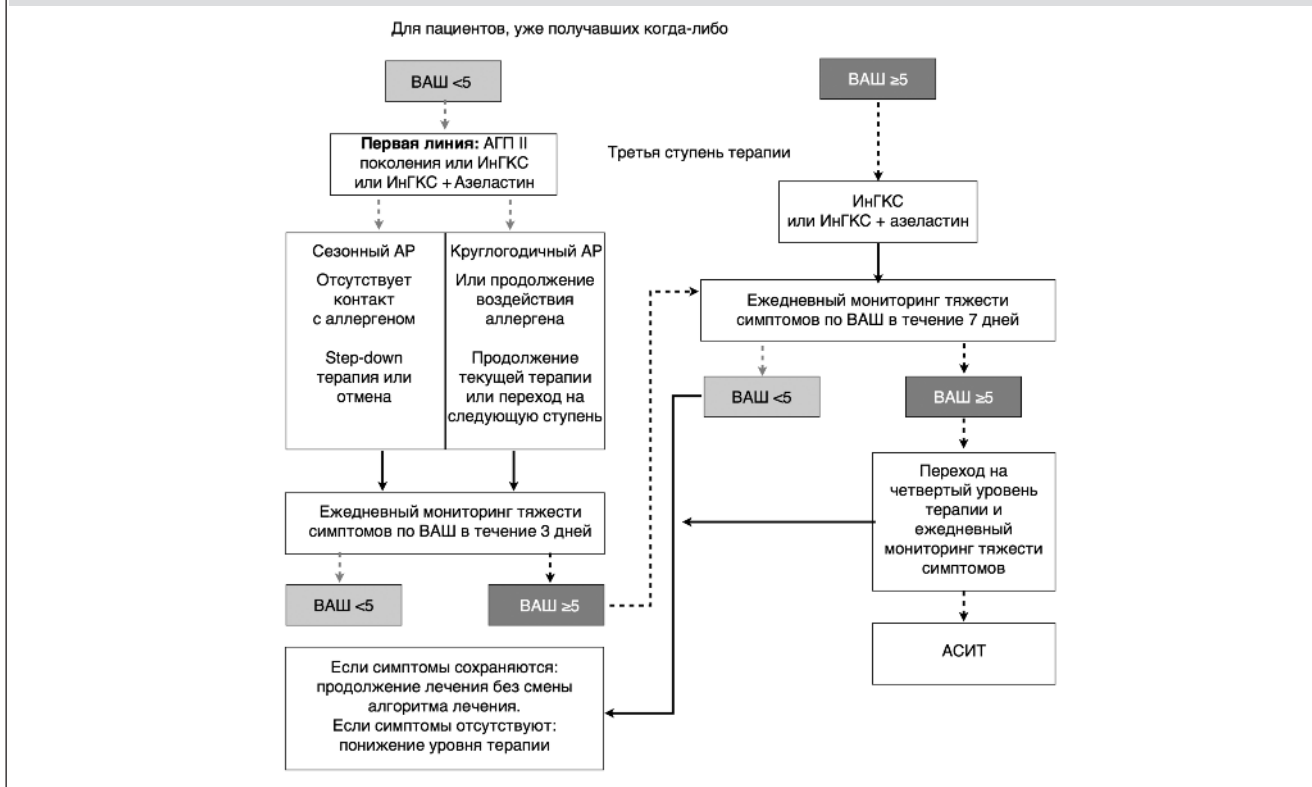 Для пациентов, уже получавших когда-либо
ВАШ <5
Первая линия: АГП II
поколения или ИнГКС
или ИнГКС + Азеластин
Сезонный АР
Отсутствует
контакт
с аллергеном
Step-down
терапия или
отмена
Круглогодичный АР
Или продолжение
воздействия
аллергена
Продолжение
текущей терапии
или переход на
следующую ступень
Ежедневный мониторинг тяжести
симптомов по ВАШ в течение 3 дней
ВАШ <5
ВАШ ≥5
Если симптомы сохраняются:
продолжение лечения без смены
алгоритма лечения.
Если симптомы отсутствуют:
понижение уровня терапии
ВАШ ≥5
Третья ступень терапии
ИнГКС
или ИнГКС + азеластин
Ежедневный мониторинг тяжести
симптомов по ВАШ в течение 7 дней
ВАШ <5
ВАШ ≥5
Переход на
четвертый уровень
терапии и
ежедневный
мониторинг тяжести
симптомов
АСИТ